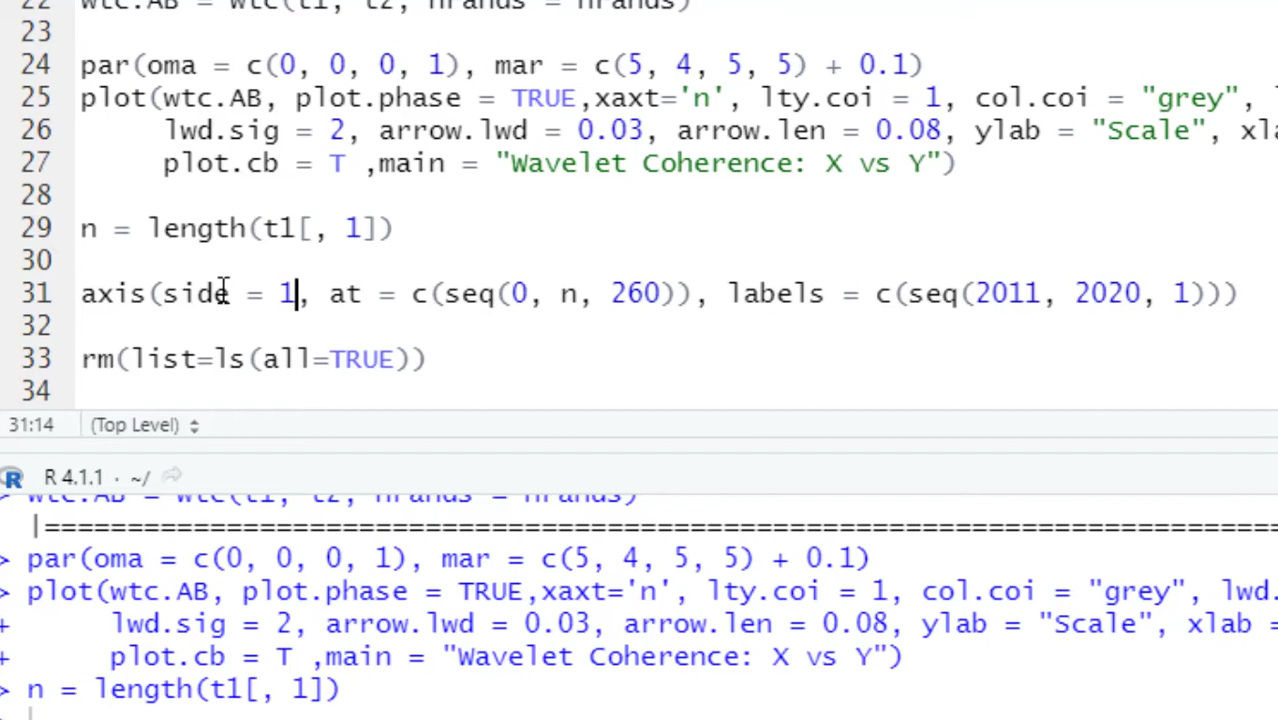 22 wtc.AB = wtc(t1, t2, nrands = nrands)
23
24 par(oma = c(0, 0, 0, 1), mar = c(5, 4, 5, 5) + 0.1)
25 plot(wtc.AB, plot.phase = TRUE,xaxt='n', lty.coi = 1, col.coi = "grey",
26 lwd.sig = 2, arrow.lwd = 0.03, arrow.len = 0.08, ylab = "Scale", xla
27 plot.cb = T ,main = "Wavelet Coherence: X vs Y")
28
29 n = length(t1[, 1])
30
31 axis(side = 1, at = c(seq(0, n, 260)), labels = c(seq(2011, 2020, 1)))
32
33 rm(list=ls(all=TRUE))
34
31:14 (Top Level)
R R 4.1.1 · ~/
> wtc.AB = wtc(t1, t2, nrands = nrands)
|==========================================================================
> par(oma = c(0, 0, 0, 1), mar = c(5, 4, 5, 5) + 0.1)
> plot(wtc.AB, plot.phase = TRUE,xaxt='n', lty.coi = 1, col.coi = "grey", lwd.
+ lwd.sig = 2, arrow.lwd = 0.03, arrow.len = 0.08, ylab = "Scale", xlab =
+ plot.cb = T ,main = "Wavelet Coherence: X vs Y")
> n = length(t1[, 1])